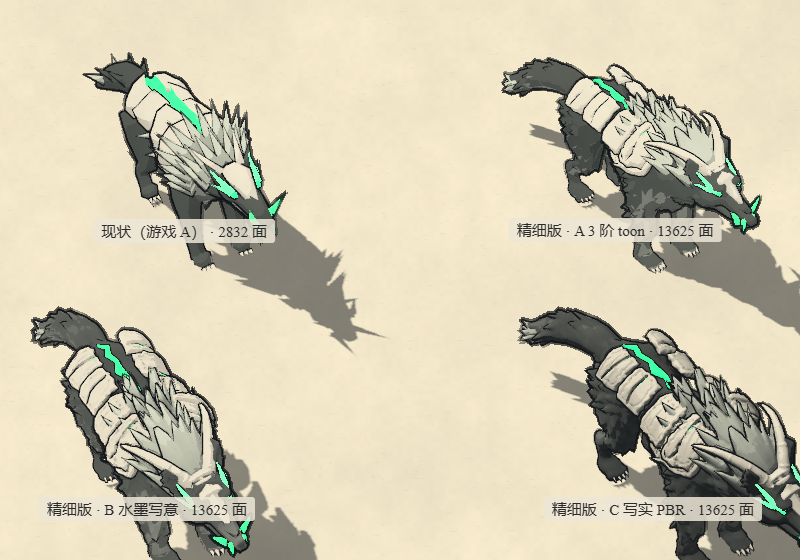 现状（游戏 A） · 2832 面
精细版 · A 3 阶 toon · 13625 面
精细版 · B 水墨写意 · 13625 面
精细版 · C 写实 PBR · 13625 面